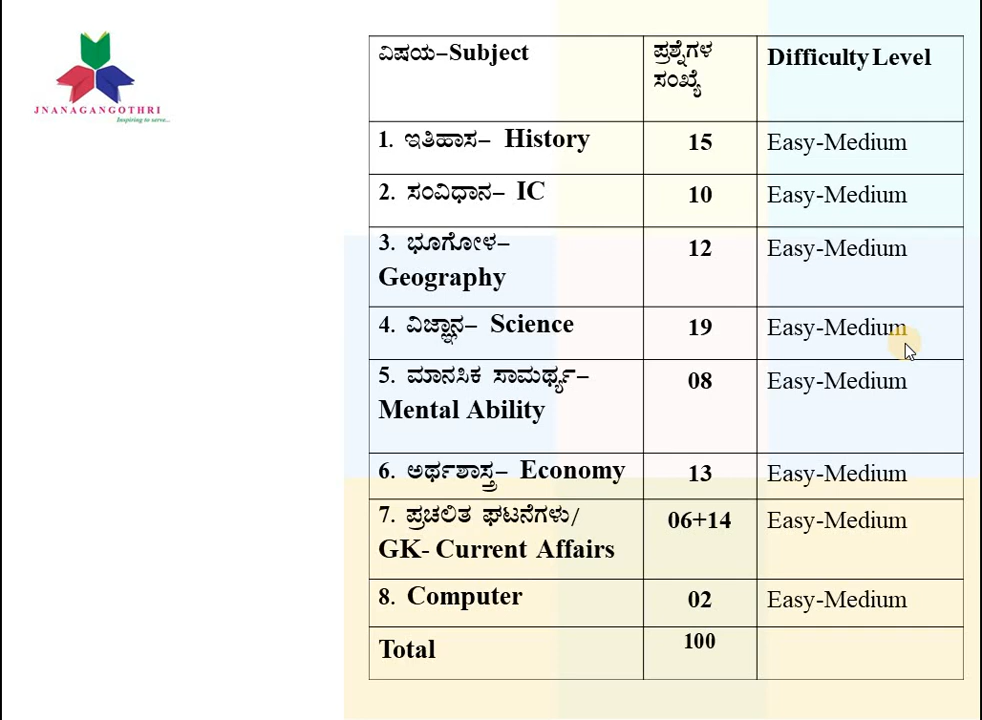 JNANAGANGOTHRI
Inspiring to serve...
ವಿಷಯ–Subject
ಪ್ರಶ್ನೆಗಳ
ಸಂಖ್ಯೆ
Difficulty Level
1. ಇತಿಹಾಸ– History 15 Easy-Medium
2. ಸಂವಿಧಾನ– IC 10 Easy-Medium
3. ಭೂಗೋಳ– 12 Easy-Medium
Geography
4. ವಿಜ್ಞಾನ– Science 19 Easy-Medium
5. ಮಾನಸಿಕ ಸಾಮರ್ಥ್ಯ– 08 Easy-Medium
Mental Ability
6. ಅರ್ಥಶಾಸ್ತ್ರ– Economy 13 Easy-Medium
7. ಪ್ರಚಲಿತ ಘಟನೆಗಳು/ 06+14 Easy-Medium
GK- Current Affairs
8. Computer 02 Easy-Medium
Total 100